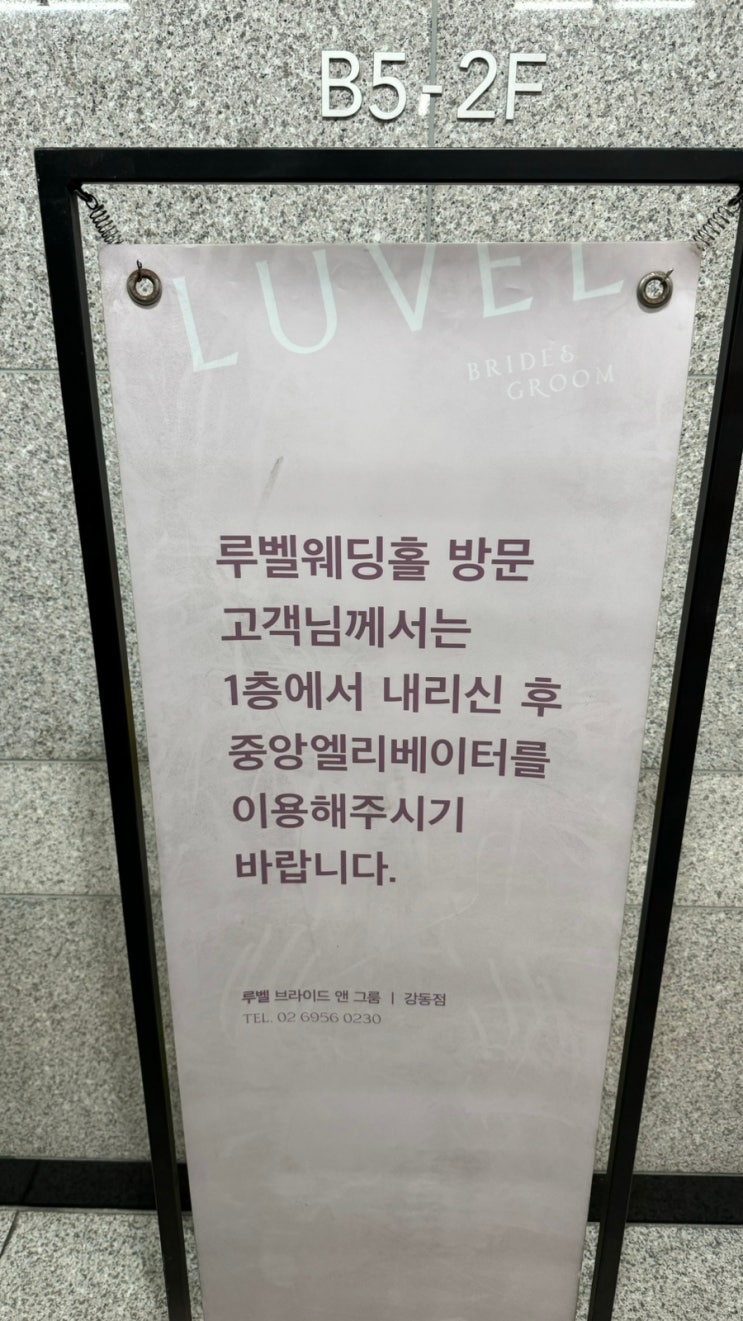 B5-2F
LUVEL
BRIDE&
GROOM
루벨웨딩홀 방문
고객님께서는
1층에서 내리신 후
중앙엘리베이터를
이용해주시기
바랍니다.
루벨 브라이드 앤 그룸 | 강동점
TEL. 02 6956 0230